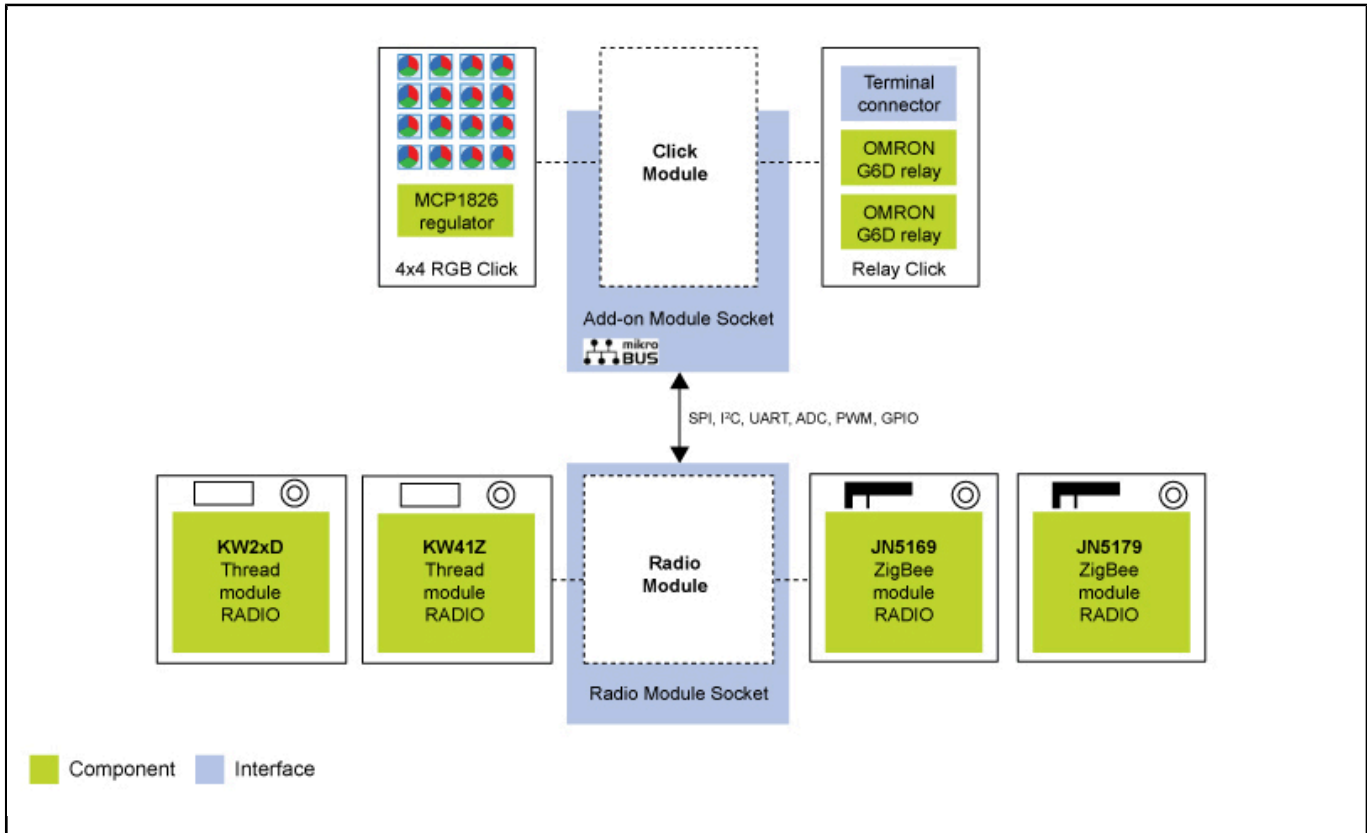 MCP1826
regulator
4x4 RGB Click
Click
Module
Add-on Module Socket
mikro
BUS
Terminal
connector
OMRON
G6D relay
OMRON
G6D relay
Relay Click
SPI, I²C, UART, ADC, PWM, GPIO
KW2xD
Thread
module
RADIO
KW41Z
Thread
module
RADIO
Radio
Module
Radio Module Socket
JN5169
ZigBee
module
RADIO
JN5179
ZigBee
module
RADIO
Component
Interface